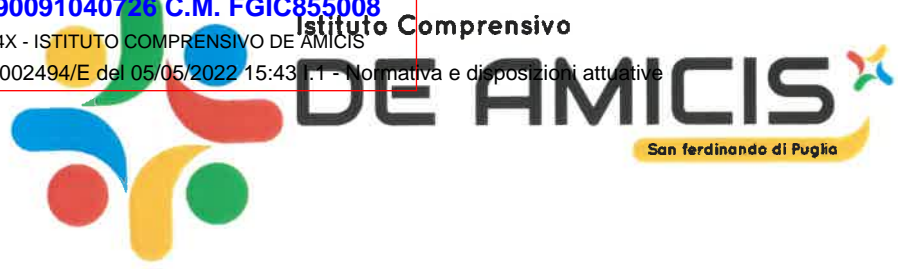 90091040726 C.M. FGIC855008
Istituto Comprensivo
4X - ISTITUTO COMPRENSIVO DE AMICIS
002494/E del 05/05/2022 15:43 I.1 - Normativa e disposizioni attuative
DE AMICIS
San ferdinando di Puglia